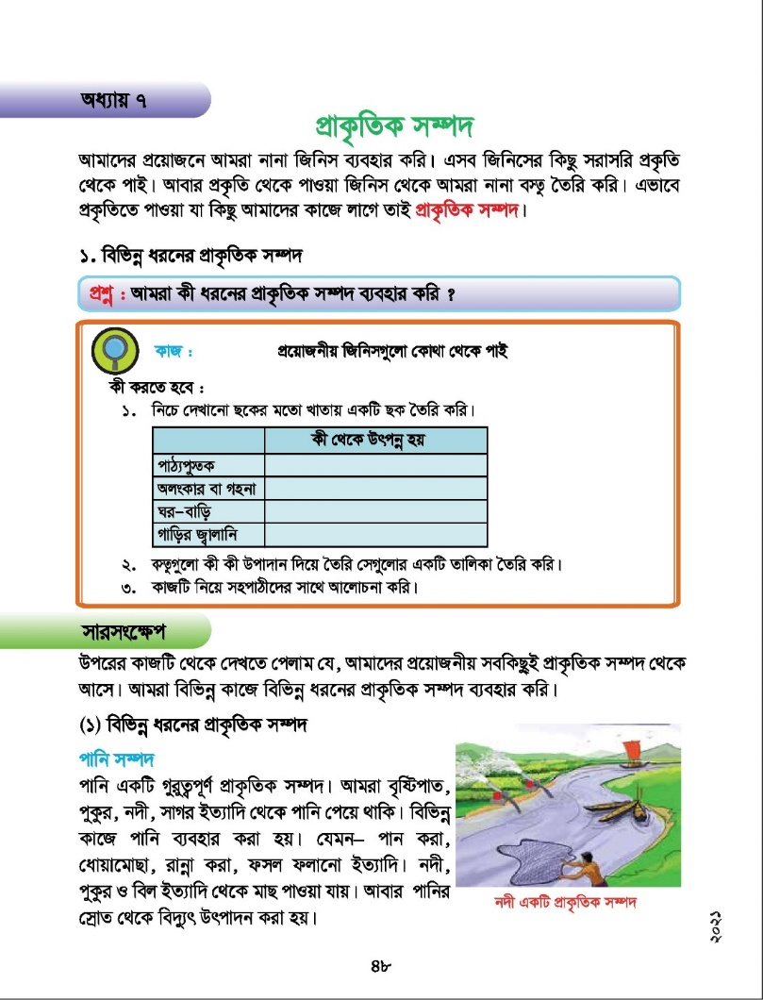 অধ্যায় ৭
প্রাকৃতিক সম্পদ
আমাদের প্রয়োজনে আমরা নানা জিনিস ব্যবহার করি। এসব জিনিসের কিছু সরাসরি প্রকৃতি
থেকে পাই। আবার প্রকৃতি থেকে পাওয়া জিনিস থেকে আমরা নানা বস্তু তৈরি করি। এভাবে
প্রকৃতিতে পাওয়া যা কিছু আমাদের কাজে লাগে তাই প্রাকৃতিক সম্পদ।
১. বিভিন্ন ধরনের প্রাকৃতিক সম্পদ
প্রশ্ন : আমরা কী ধরনের প্রাকৃতিক সম্পদ ব্যবহার করি ?
কাজ : প্রয়োজনীয় জিনিসগুলো কোথা থেকে পাই
কী করতে হবে :
১. নিচে দেখানো ছকের মতো খাতায় একটি ছক তৈরি করি।
কী থেকে উৎপন্ন হয়
পাঠ্যপুস্তক
অলংকার বা গহনা
ঘর-বাড়ি
গাড়ির জ্বালানি
২. বস্তুগুলো কী কী উপাদান দিয়ে তৈরি সেগুলোর একটি তালিকা তৈরি করি।
৩. কাজটি নিয়ে সহপাঠীদের সাথে আলোচনা করি।
সারসংক্ষেপ
উপরের কাজটি থেকে দেখতে পেলাম যে, আমাদের প্রয়োজনীয় সবকিছুই প্রাকৃতিক সম্পদ থেকে
আসে। আমরা বিভিন্ন কাজে বিভিন্ন ধরনের প্রাকৃতিক সম্পদ ব্যবহার করি।
(১) বিভিন্ন ধরনের প্রাকৃতিক সম্পদ
পানি সম্পদ
পানি একটি গুরুত্বপূর্ণ প্রাকৃতিক সম্পদ। আমরা বৃষ্টিপাত,
পুকুর, নদী, সাগর ইত্যাদি থেকে পানি পেয়ে থাকি। বিভিন্ন
কাজে পানি ব্যবহার করা হয়। যেমন– পান করা,
ধোয়ামোছা, রান্না করা, ফসল ফলানো ইত্যাদি। নদী,
পুকুর ও বিল ইত্যাদি থেকে মাছ পাওয়া যায়। আবার পানির
স্রোত থেকে বিদ্যুৎ উৎপাদন করা হয়।
নদী একটি প্রাকৃতিক সম্পদ
২০২১
৪৮